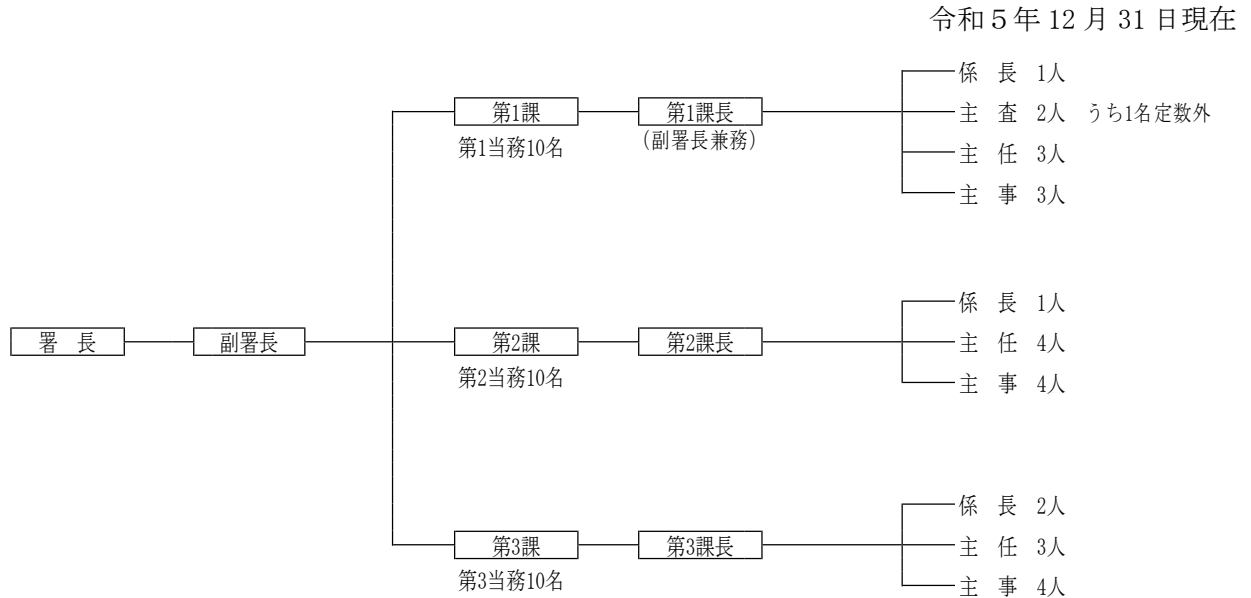 令和５年 12 月 31 日現在
係 長 1人
第1課 第1課長 主 査 2人 うち1名定数外
第1当務10名 (副署長兼務)
主 任 3人
主 事 3人
係 長 1人
署 長 副署長 第2課 第2課長 主 任 4人
第2当務10名
主 事 4人
係 長 2人
第3課 第3課長 主 任 3人
第3当務10名
主 事 4人